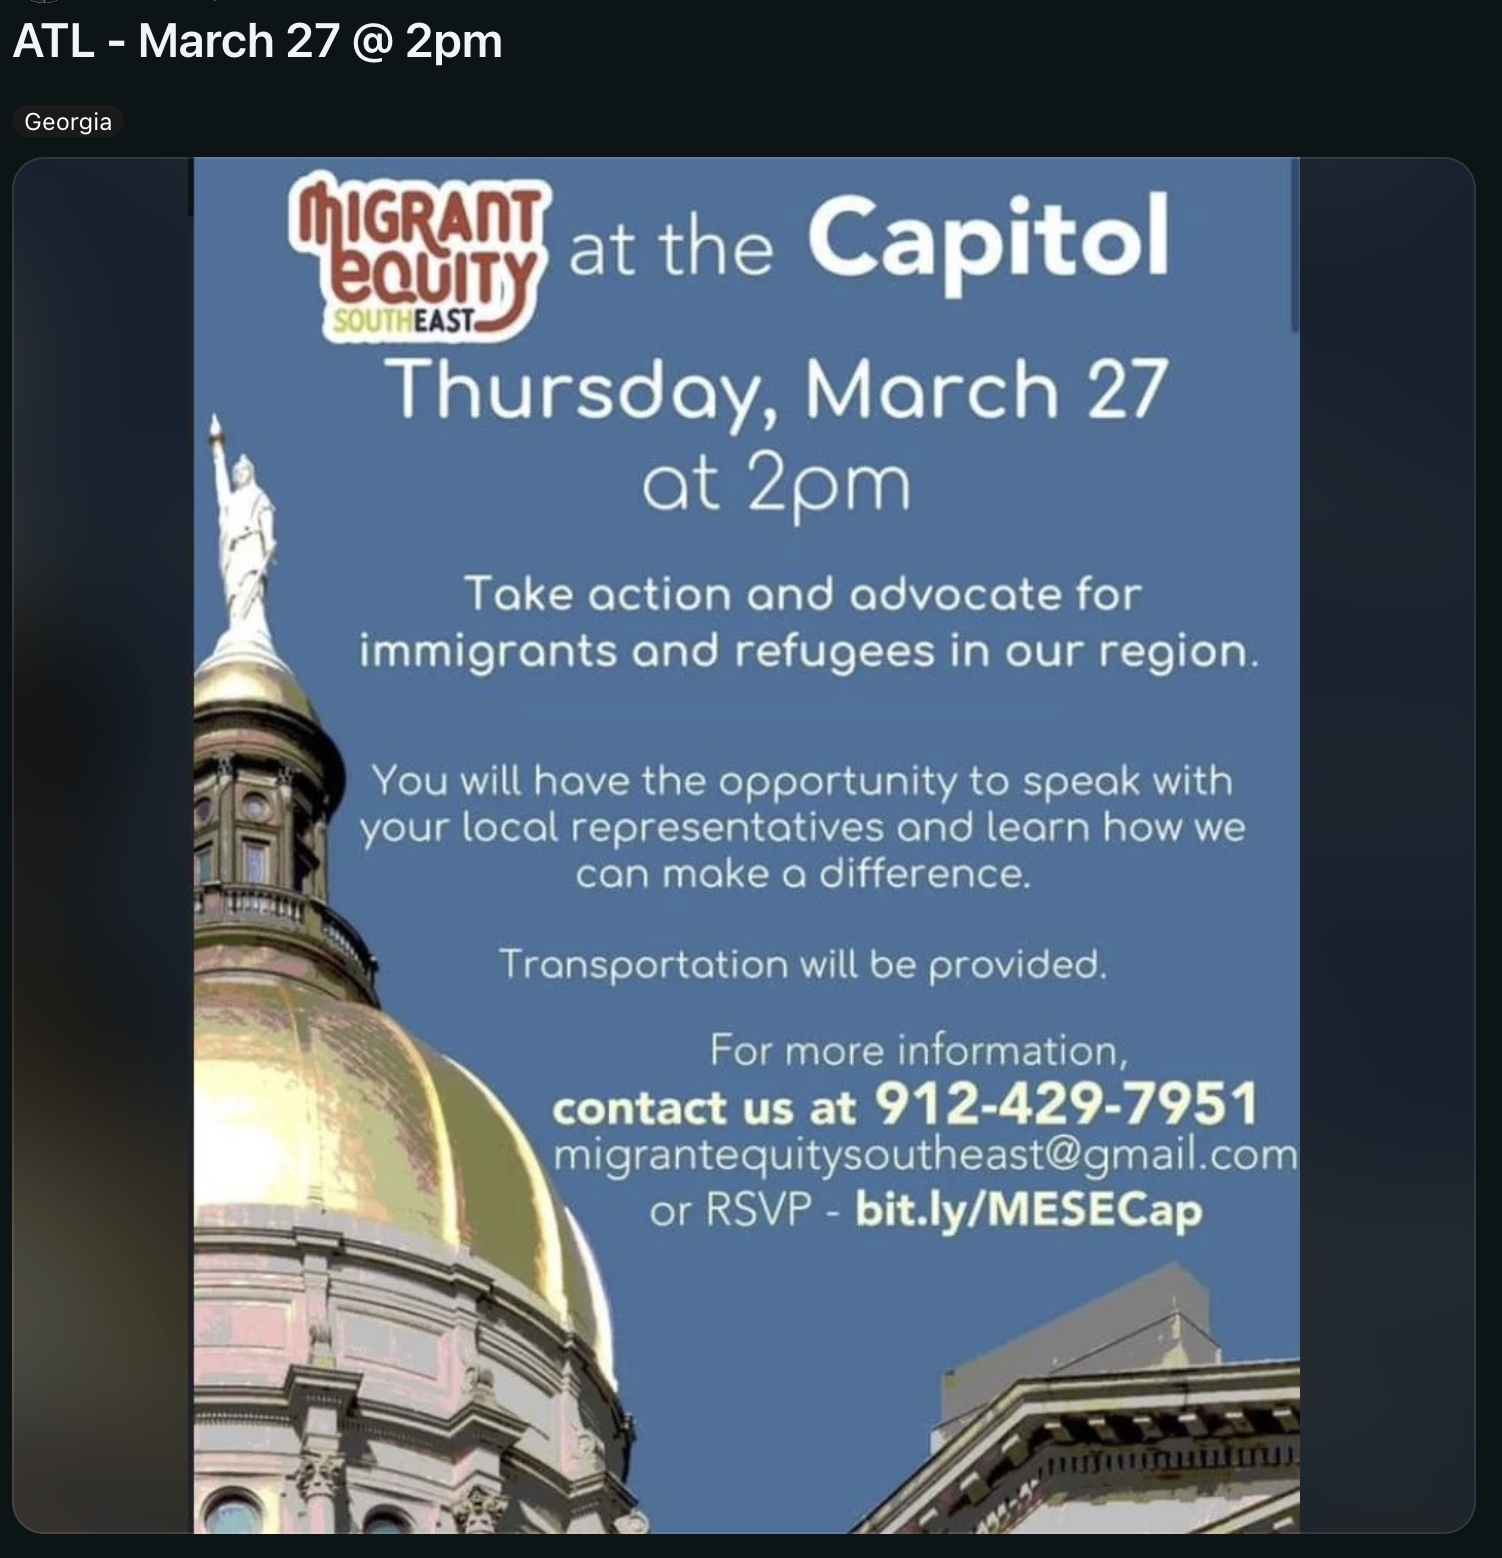 ATL - March 27 @ 2pm
Georgia
MIGRANT
EQUITY
SOUTHEAST
at the Capitol
Thursday, March 27
at 2pm
Take action and advocate for
immigrants and refugees in our region.
You will have the opportunity to speak with
your local representatives and learn how we
can make a difference.
Transportation will be provided.
For more information,
contact us at 912-429-7951
migrantequitysoutheast@gmail.com
or RSVP - bit.ly/MESECap